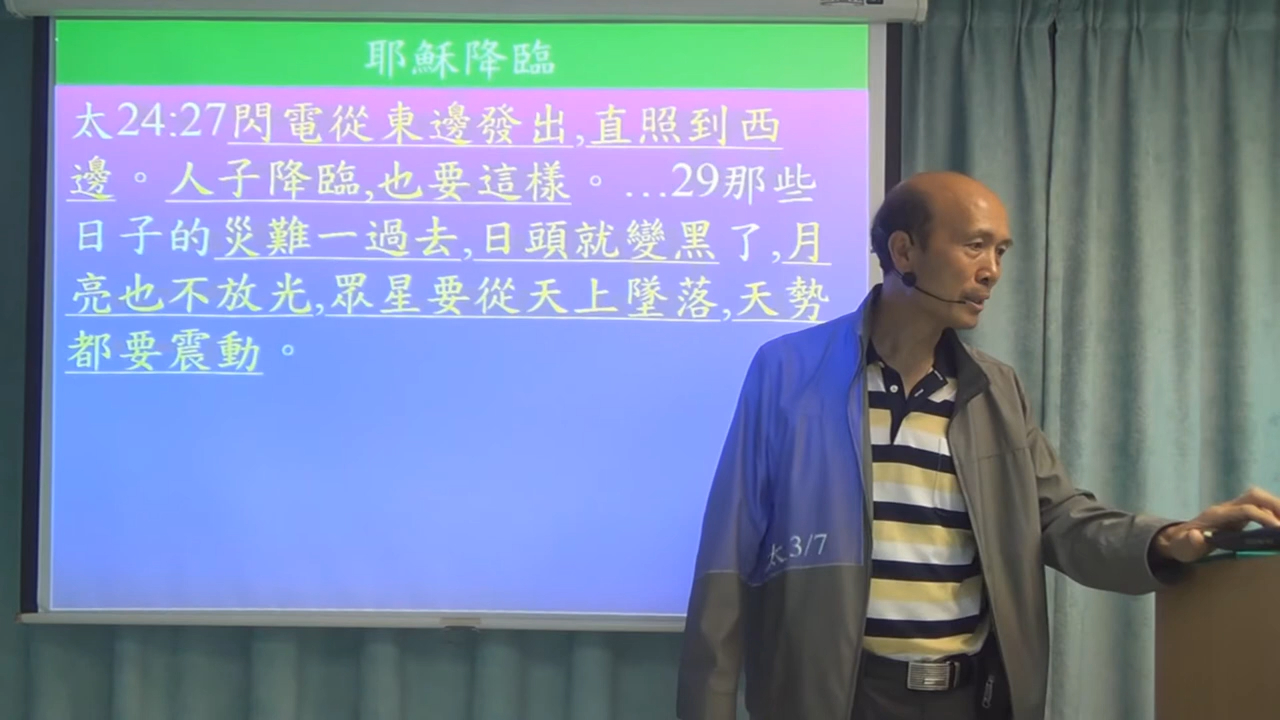 耶穌降臨
太24:27閃電從東邊發出,直照到西
邊。人子降臨,也要這樣。…29那些
日子的災難一過去,日頭就變黑了,月
亮也不放光,眾星要從天上墜落,天勢
都要震動。
太3/7